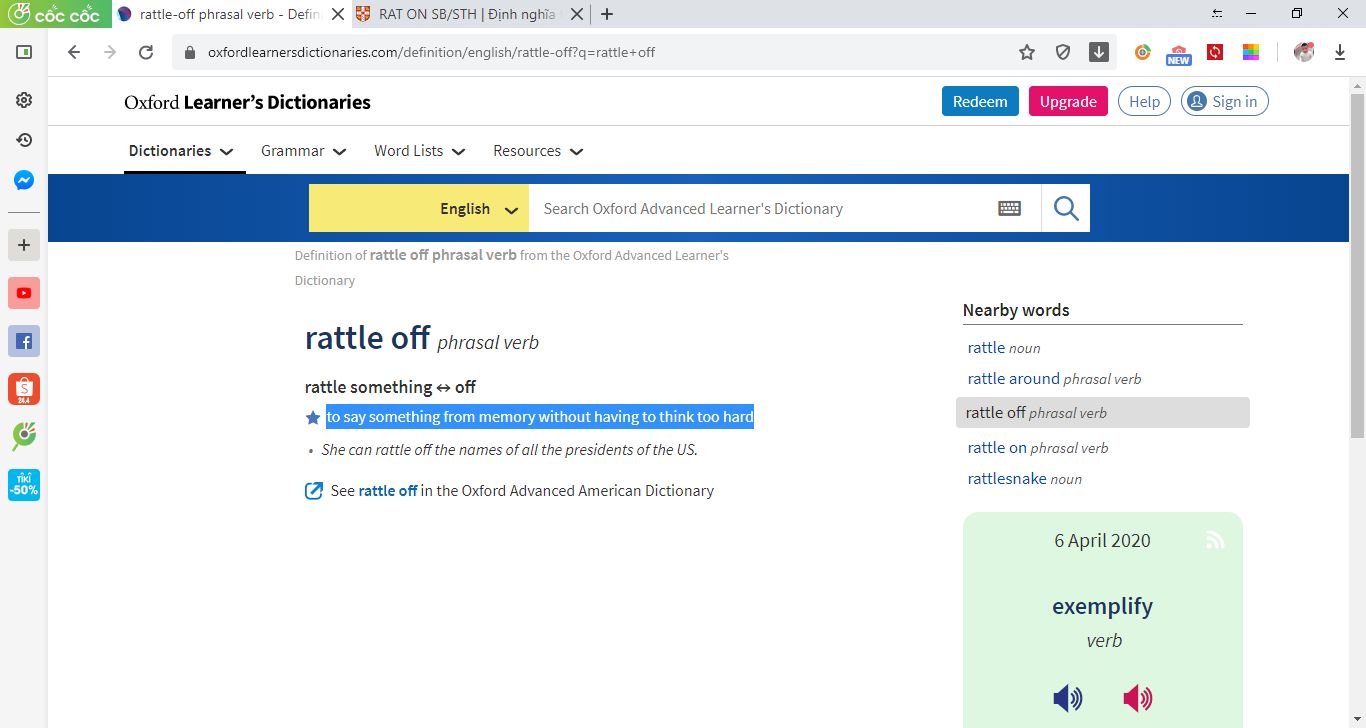 CỐC CỐC
rattle-off phrasal verb - Defin
RAT ON SB/STH | Định nghĩa
oxfordlearnersdictionaries.com/definition/english/rattle-off?q=rattle+off
NEW
Oxford Learner's Dictionaries
Redeem
Upgrade
Help
Sign in
Dictionaries
Grammar
Word Lists
Resources
English
Search Oxford Advanced Learner's Dictionary
Definition of rattle off phrasal verb from the Oxford Advanced Learner's
Dictionary
rattle off phrasal verb
rattle something ↔ off
to say something from memory without having to think too hard
• She can rattle off the names of all the presidents of the US.
See rattle off in the Oxford Advanced American Dictionary
Nearby words
rattle noun
rattle around phrasal verb
rattle off phrasal verb
rattle on phrasal verb
rattlesnake noun
6 April 2020
exemplify
verb
S
24.4
TIKI
-50%